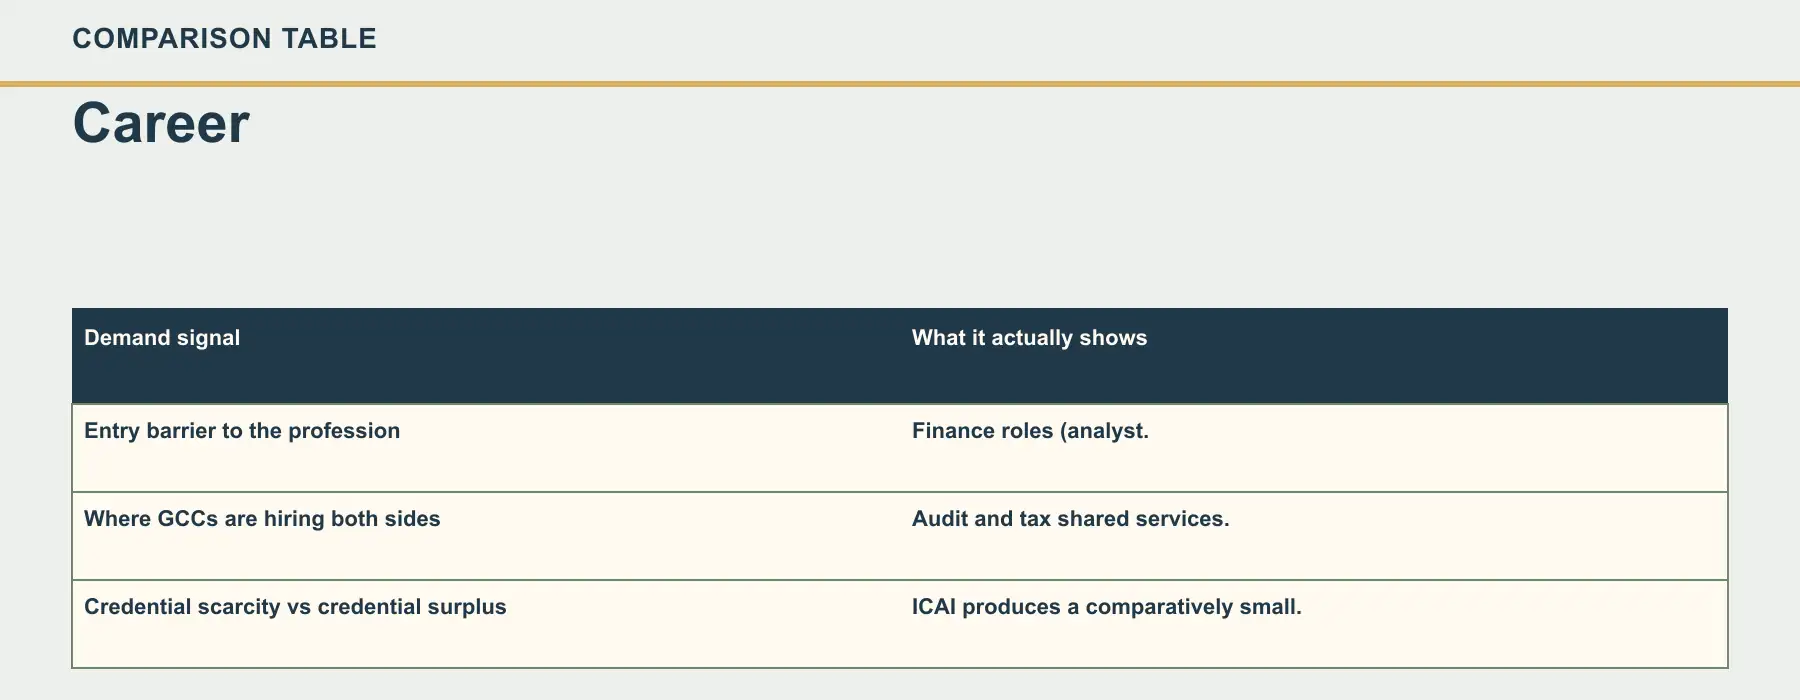 COMPARISON TABLE
Career
Demand signal What it actually shows
Entry barrier to the profession Finance roles (analyst.
Where GCCs are hiring both sides Audit and tax shared services.
Credential scarcity vs credential surplus ICAI produces a comparatively small.